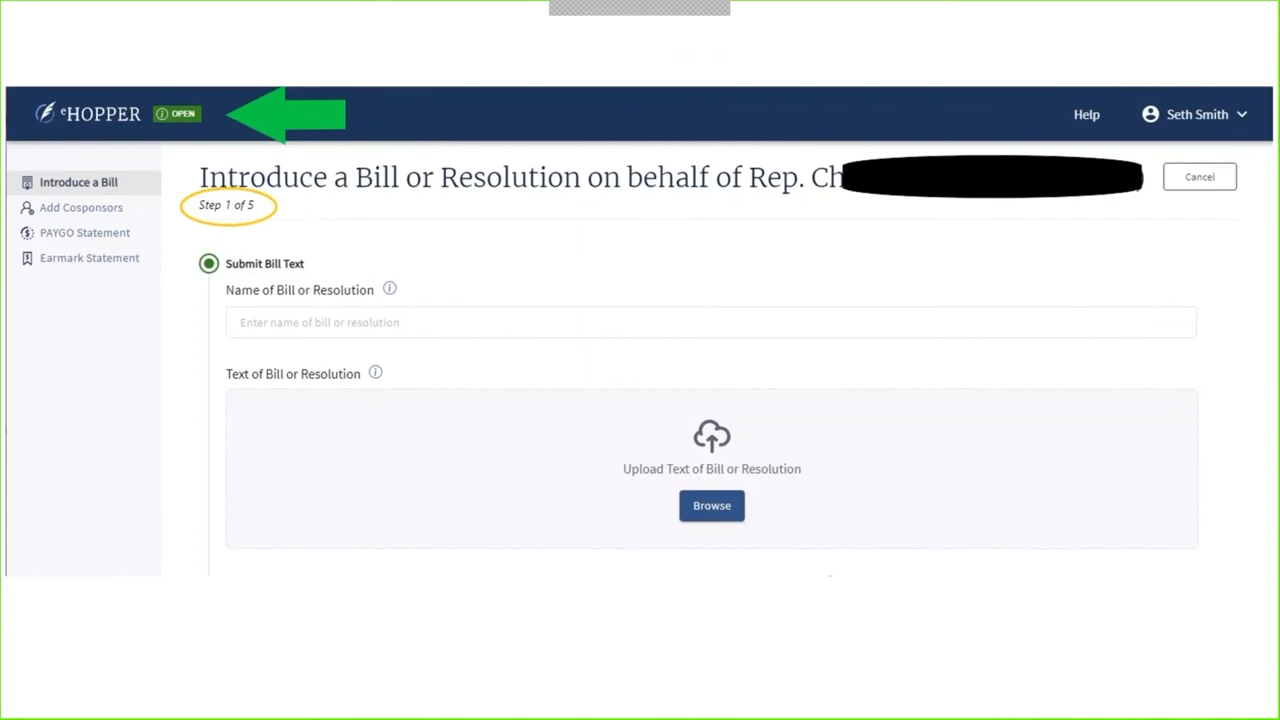 eHOPPER OPEN Help Seth Smith
Introduce a Bill
Add Cosponsors
PAYGO Statement
Earmark Statement
Introduce a Bill or Resolution on behalf of Rep. Ch
Cancel
Step 1 of 5
Submit Bill Text
Name of Bill or Resolution
Enter name of bill or resolution
Text of Bill or Resolution
Upload Text of Bill or Resolution
Browse